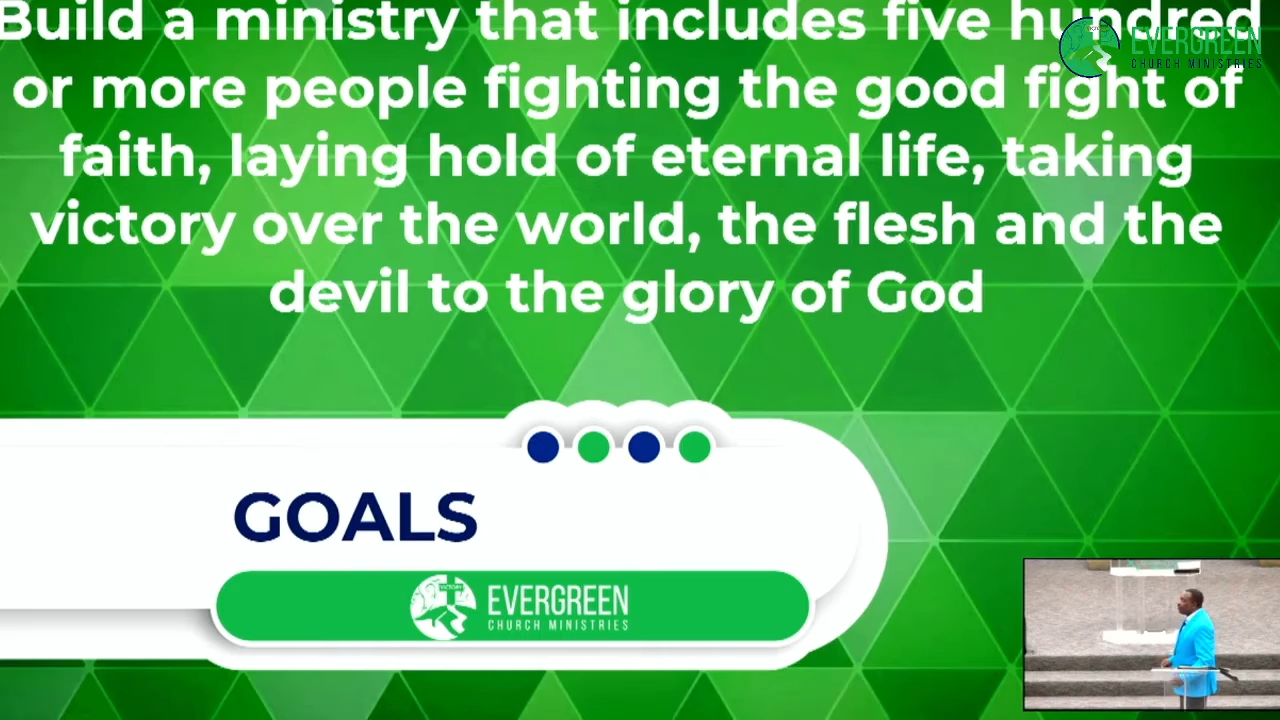 Build a ministry that includes five hundred
or more people fighting the good fight of
faith, laying hold of eternal life, taking
victory over the world, the flesh and the
devil to the glory of God
EVERGREEN
CHURCH MINISTRIES
GOALS
VICTORY
EVERGREEN
CHURCH MINISTRIES